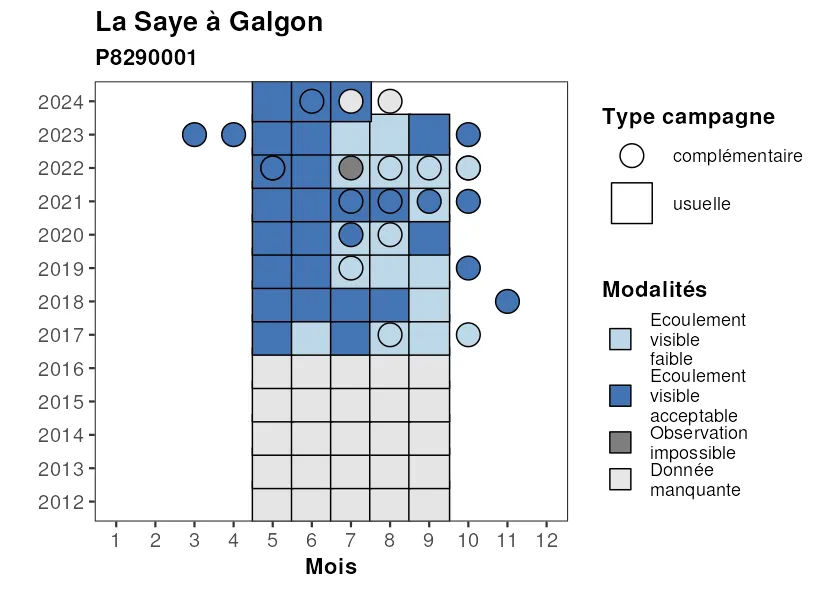 La Saye à Galgon
P8290001
2024
2023
2022
2021
2020
2019
2018
2017
2016
2015
2014
2013
2012
1 2 3 4 5 6 7 8 9 10 11 12
Mois
Type campagne
complémentaire
usuelle
Modalités
Ecoulement
visible
faible
Ecoulement
visible
acceptable
Observation
impossible
Donnée
manquante